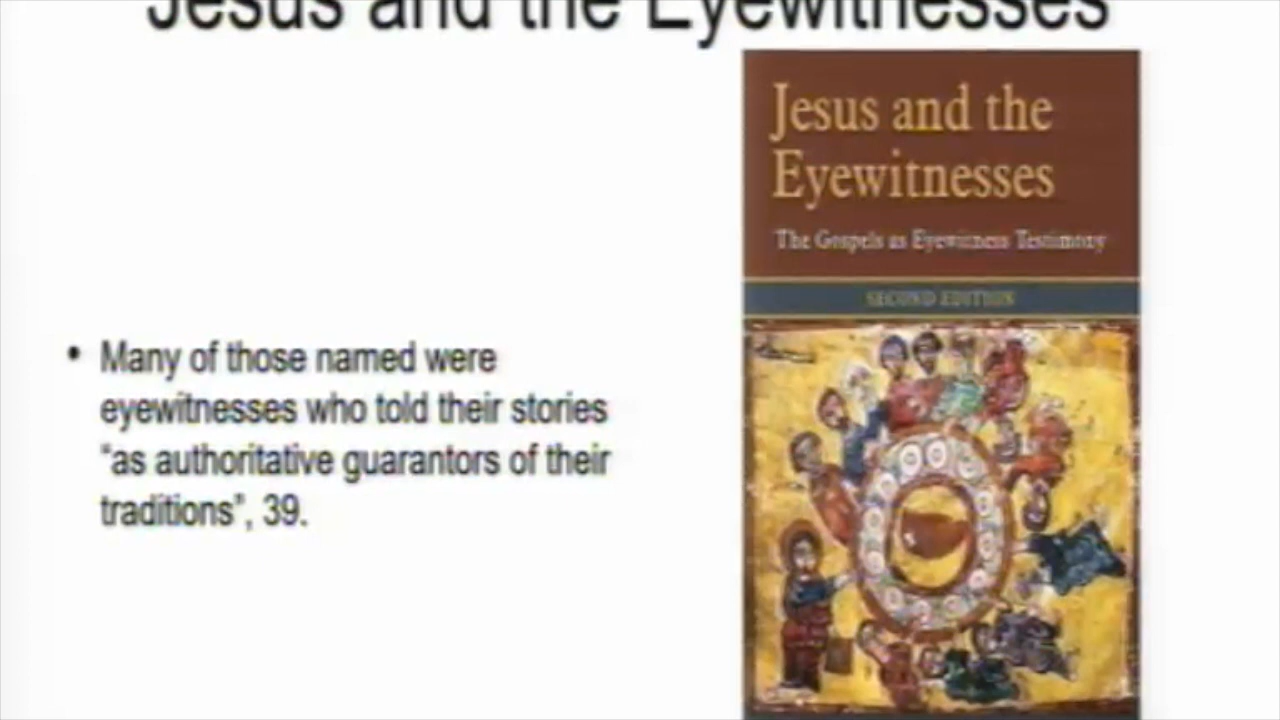 Jesus and the Eyewitnesses
Jesus and the
Eyewitnesses
The Gospels as Eyewitness Testimony
SECOND EDITION
• Many of those named were
eyewitnesses who told their stories
"as authoritative guarantors of their
traditions", 39.